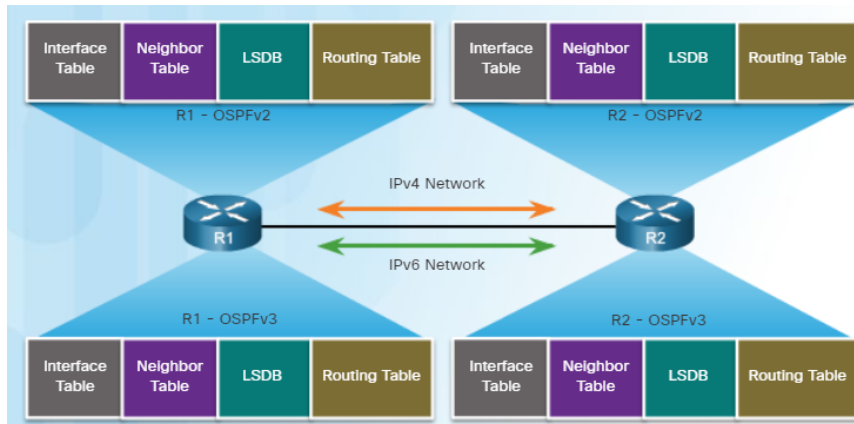 Interface Table
Neighbor Table
LSDB
Routing Table
Interface Table
Neighbor Table
LSDB
Routing Table
R1 - OSPFv2
R2 - OSPFv2
IPv4 Network
R1
R2
IPv6 Network
R1 - OSPFv3
R2 - OSPFv3
Interface Table
Neighbor Table
LSDB
Routing Table
Interface Table
Neighbor Table
LSDB
Routing Table